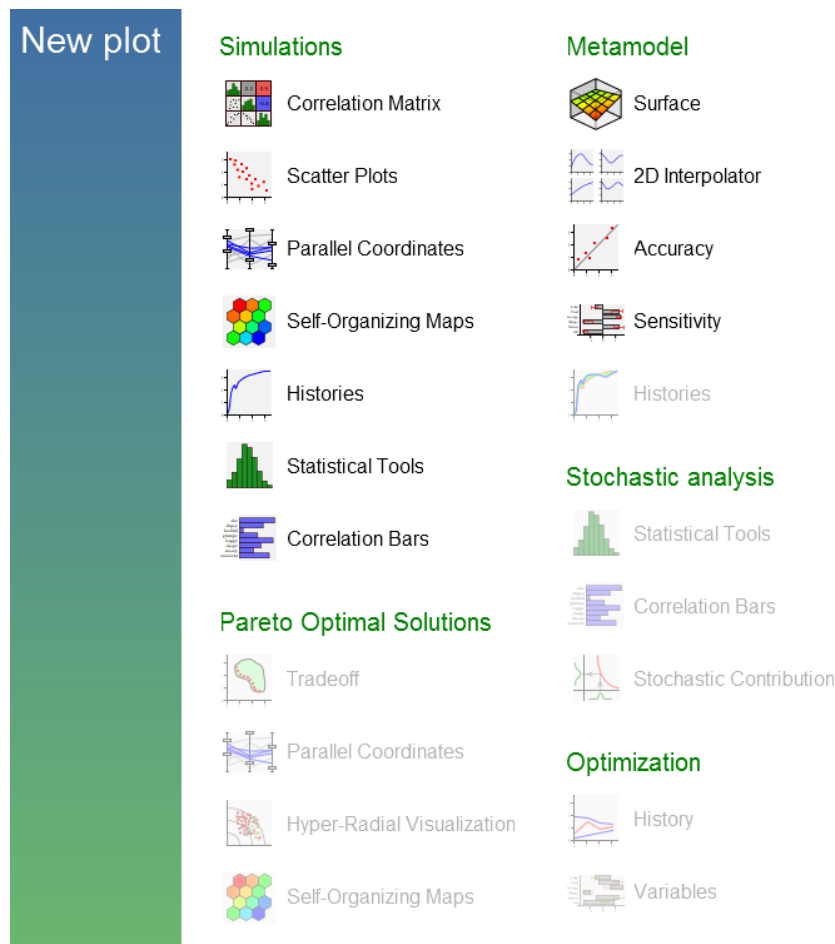 New plot
Simulations
Correlation Matrix
Scatter Plots
Parallel Coordinates
Self-Organizing Maps
Histories
Statistical Tools
Correlation Bars
Pareto Optimal Solutions
Tradeoff
Parallel Coordinates
Hyper-Radial Visualization
Self-Organizing Maps
Metamodel
Surface
2D Interpolator
Accuracy
Sensitivity
Histories
Stochastic analysis
Statistical Tools
Correlation Bars
Stochastic Contribution
Optimization
History
Variables